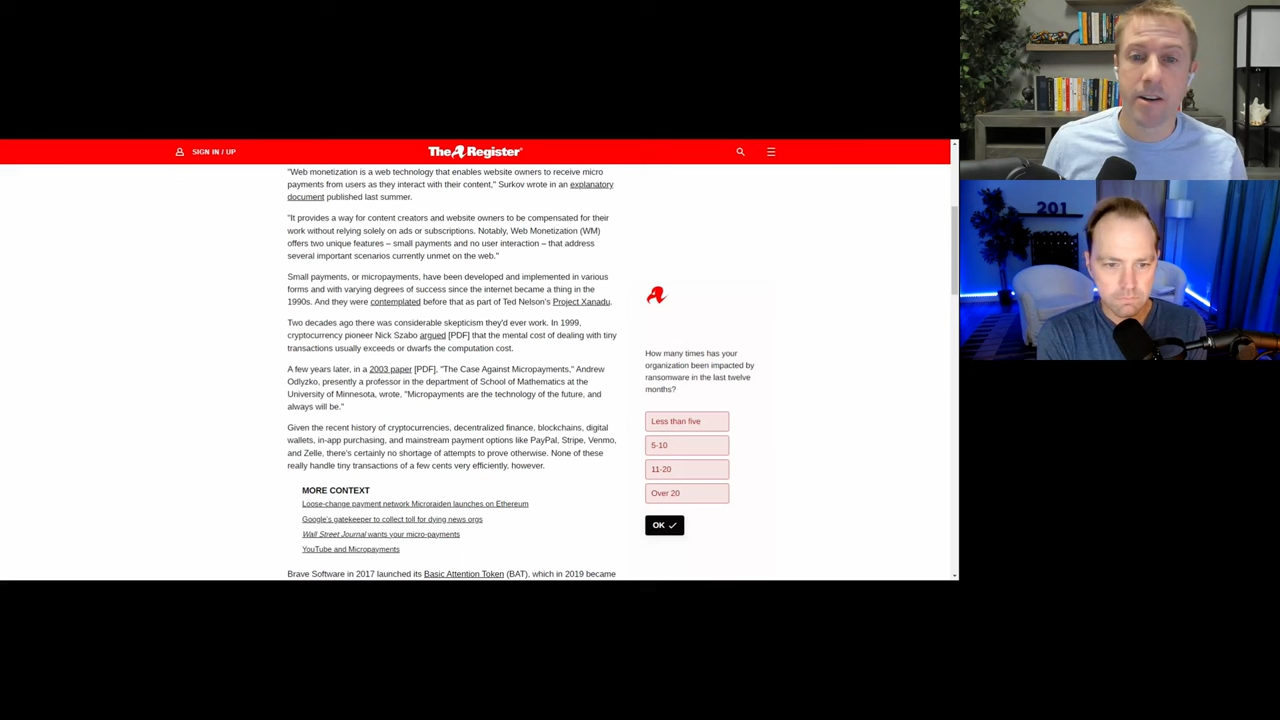 SIGN IN / UP
The Register
"Web monetization is a web technology that enables website owners to receive micro
payments from users as they interact with their content," Surkov wrote in an explanatory
document published last summer.
"It provides a way for content creators and website owners to be compensated for their
work without relying solely on ads or subscriptions. Notably, Web Monetization (WM)
offers two unique features – small payments and no user interaction – that address
several important scenarios currently unmet on the web."
Small payments, or micropayments, have been developed and implemented in various
forms and with varying degrees of success since the internet became a thing in the
1990s. And they were contemplated before that as part of Ted Nelson's Project Xanadu.
Two decades ago there was considerable skepticism they'd ever work. In 1999,
cryptocurrency pioneer Nick Szabo argued [PDF] that the mental cost of dealing with tiny
transactions usually exceeds or dwarfs the computation cost.
A few years later, in a 2003 paper [PDF], "The Case Against Micropayments," Andrew
Odlyzko, presently a professor in the department of School of Mathematics at the
University of Minnesota, wrote, "Micropayments are the technology of the future, and
always will be."
Given the recent history of cryptocurrencies, decentralized finance, blockchains, digital
wallets, in-app purchasing, and mainstream payment options like PayPal, Stripe, Venmo,
and Zelle, there's certainly no shortage of attempts to prove otherwise. None of these
really handle tiny transactions of a few cents very efficiently, however.
MORE CONTEXT
Loose-change payment network Microraiden launches on Ethereum
Google's gatekeeper to collect toll for dying news orgs
Wall Street Journal wants your micro-payments
YouTube and Micropayments
Brave Software in 2017 launched its Basic Attention Token (BAT), which in 2019 became
How many times has your
organization been impacted by
ransomware in the last twelve
months?
Less than five
5-10
11-20
Over 20
OK
201